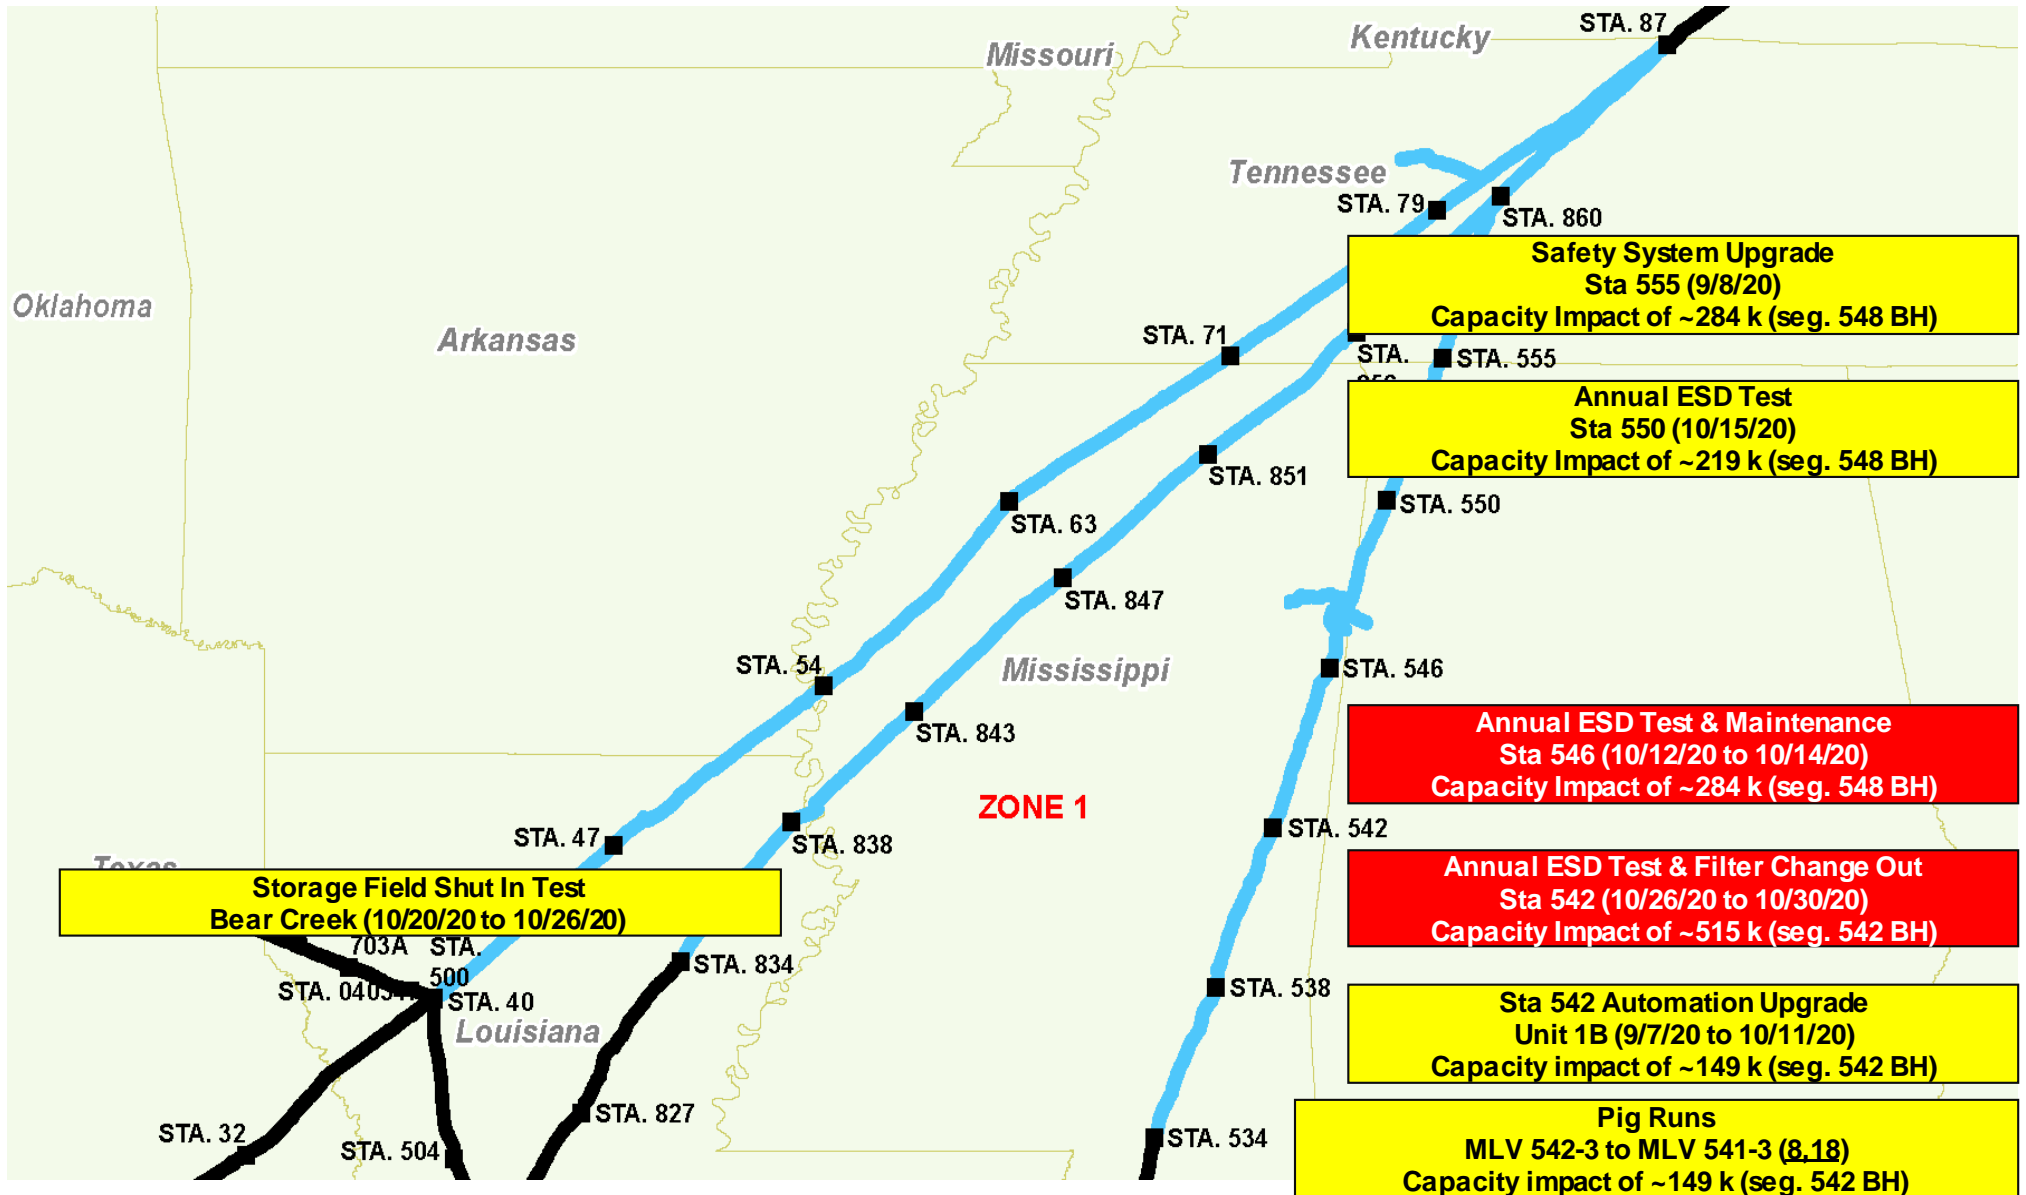 STA. 87
Kentucky
Missouri
Tennessee
STA. 79
STA. 860
Safety System Upgrade
Sta 555 (9/8/20)
Capacity Impact of ~284 k (seg. 548 BH)
Oklahoma
Arkansas
STA. 71
STA.
STA. 555
Annual ESD Test
Sta 550 (10/15/20)
Capacity Impact of ~219 k (seg. 548 BH)
STA. 851
STA. 550
STA. 63
STA. 847
STA. 54
Mississippi
STA. 546
STA. 843
Annual ESD Test & Maintenance
Sta 546 (10/12/20 to 10/14/20)
Capacity Impact of ~284 k (seg. 548 BH)
ZONE 1
STA. 47
STA. 838
STA. 542
Texas
Storage Field Shut In Test
Bear Creek (10/20/20 to 10/26/20)
Annual ESD Test & Filter Change Out
Sta 542 (10/26/20 to 10/30/20)
Capacity Impact of ~515 k (seg. 542 BH)
703A
STA.
500
STA. 834
STA. 40
STA. 538
Louisiana
Sta 542 Automation Upgrade
Unit 1B (9/7/20 to 10/11/20)
Capacity impact of ~149 k (seg. 542 BH)
STA. 827
STA. 32
STA. 504
STA. 534
Pig Runs
MLV 542-3 to MLV 541-3 (8,18)
Capacity impact of ~149 k (seg. 542 BH)